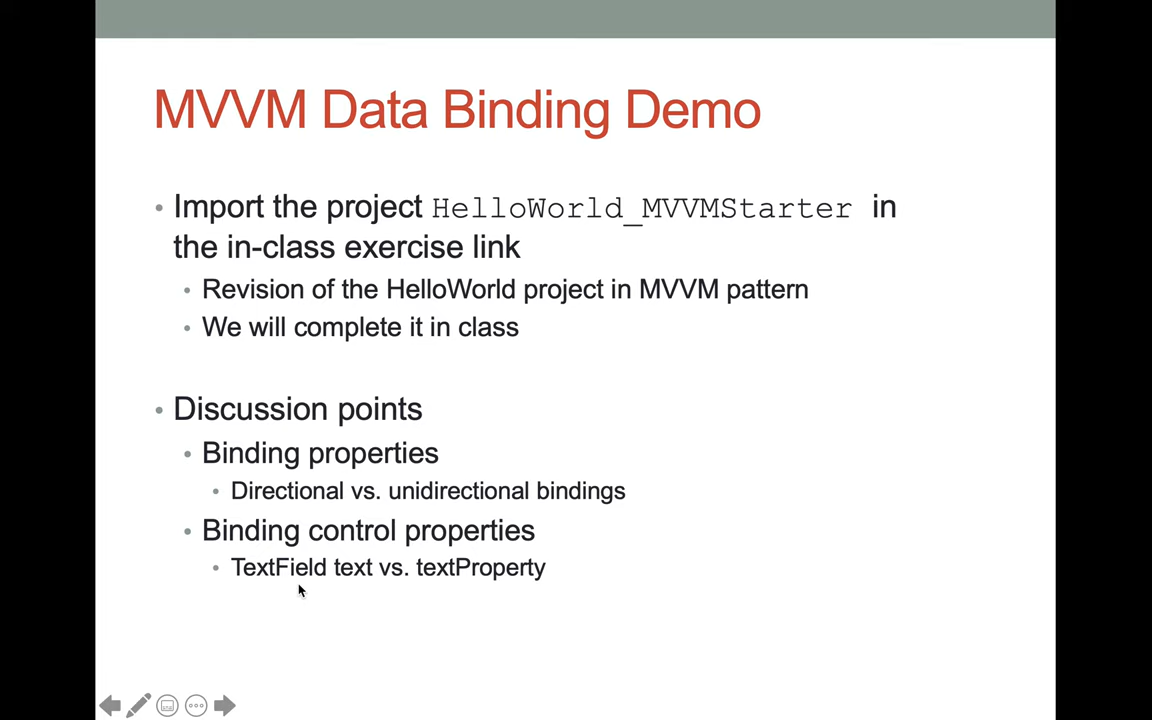 MVVM Data Binding Demo
• Import the project HelloWorld_MVVMStarter in
the in-class exercise link
• Revision of the HelloWorld project in MVVM pattern
• We will complete it in class
• Discussion points
• Binding properties
• Directional vs. unidirectional bindings
• Binding control properties
• TextField text vs. textProperty